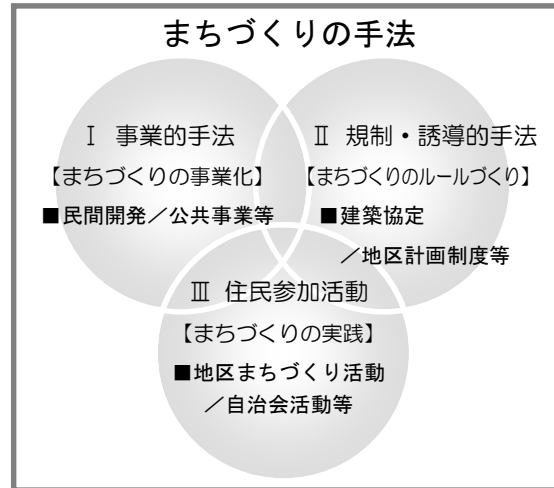 まちづくりの手法
Ⅰ 事業的手法
【まちづくりの事業化】
■民間開発／公共事業等
Ⅱ 規制・誘導的手法
【まちづくりのルールづくり】
■建築協定
／地区計画制度等
Ⅲ 住民参加活動
【まちづくりの実践】
■地区まちづくり活動
／自治会活動等